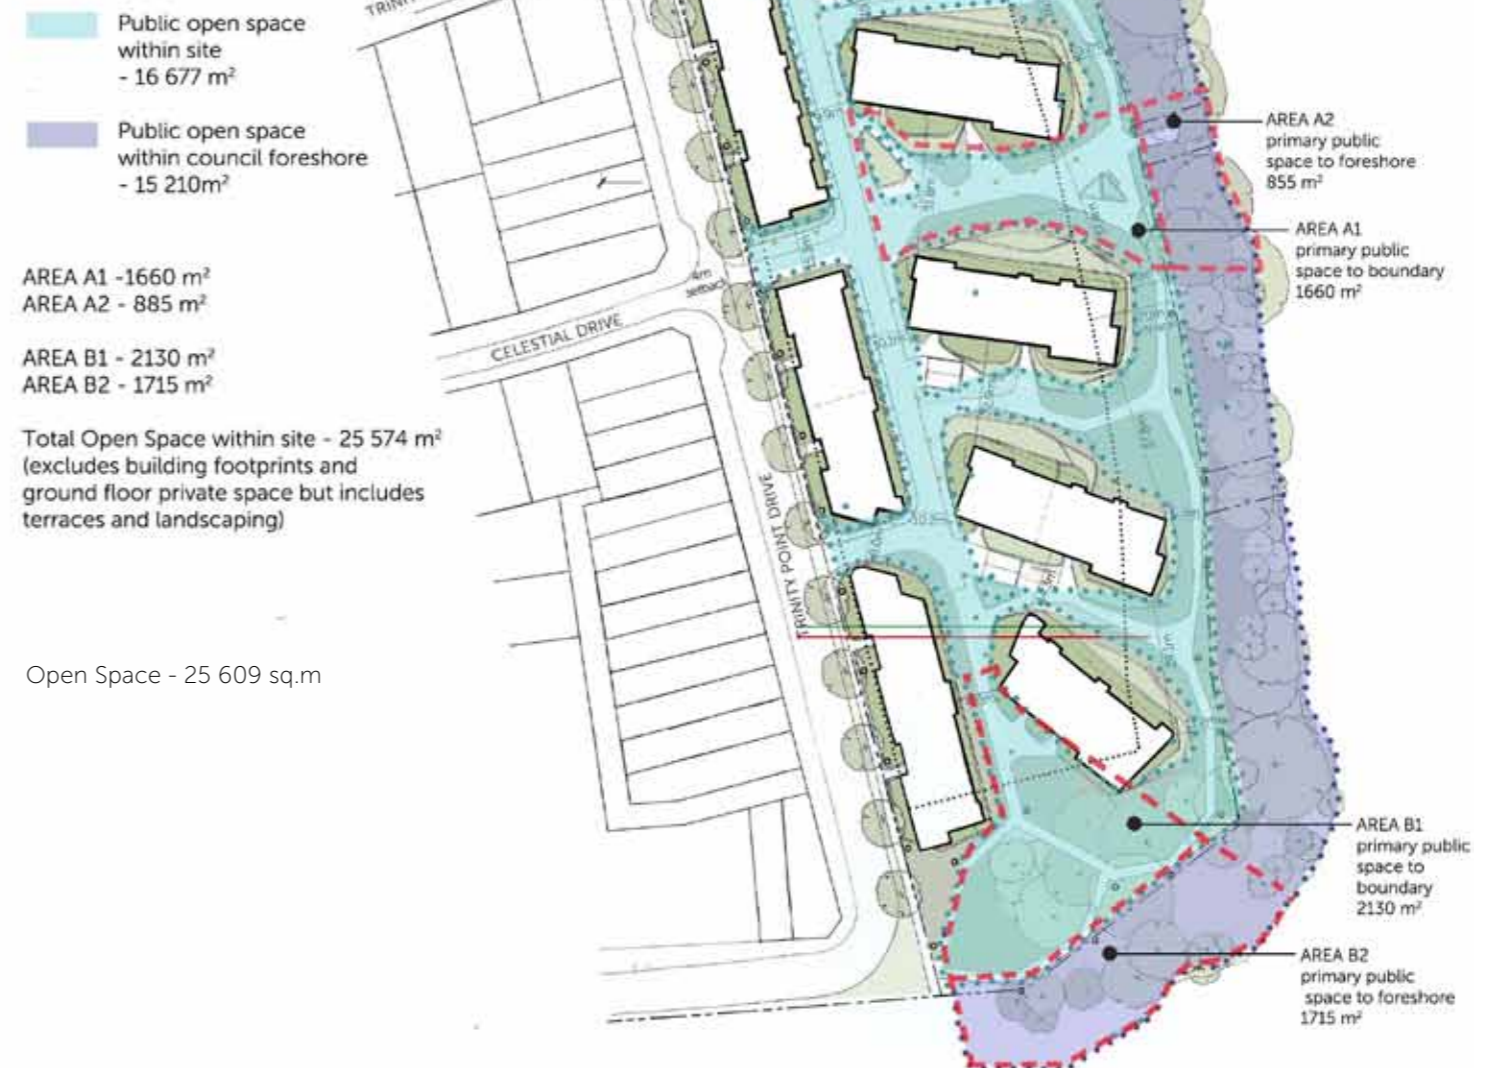 TRINI
Public open space
within site
- 16 677 m²
Public open space
within council foreshore
- 15 210m²
AREA A1 -1660 m²
AREA A2 - 885 m²
AREA B1 - 2130 m²
AREA B2 - 1715 m²
Total Open Space within site - 25 574 m²
(excludes building footprints and
ground floor private space but includes
terraces and landscaping)
Open Space - 25 609 sq.m
4m
setback
CELESTIAL DRIVE
TRINITY POINT DRIVE
AREA A2
primary public
space to foreshore
855 m²
AREA A1
primary public
space to boundary
1660 m²
AREA B1
primary public
space to
boundary
2130 m²
AREA B2
primary public
space to foreshore
1715 m²